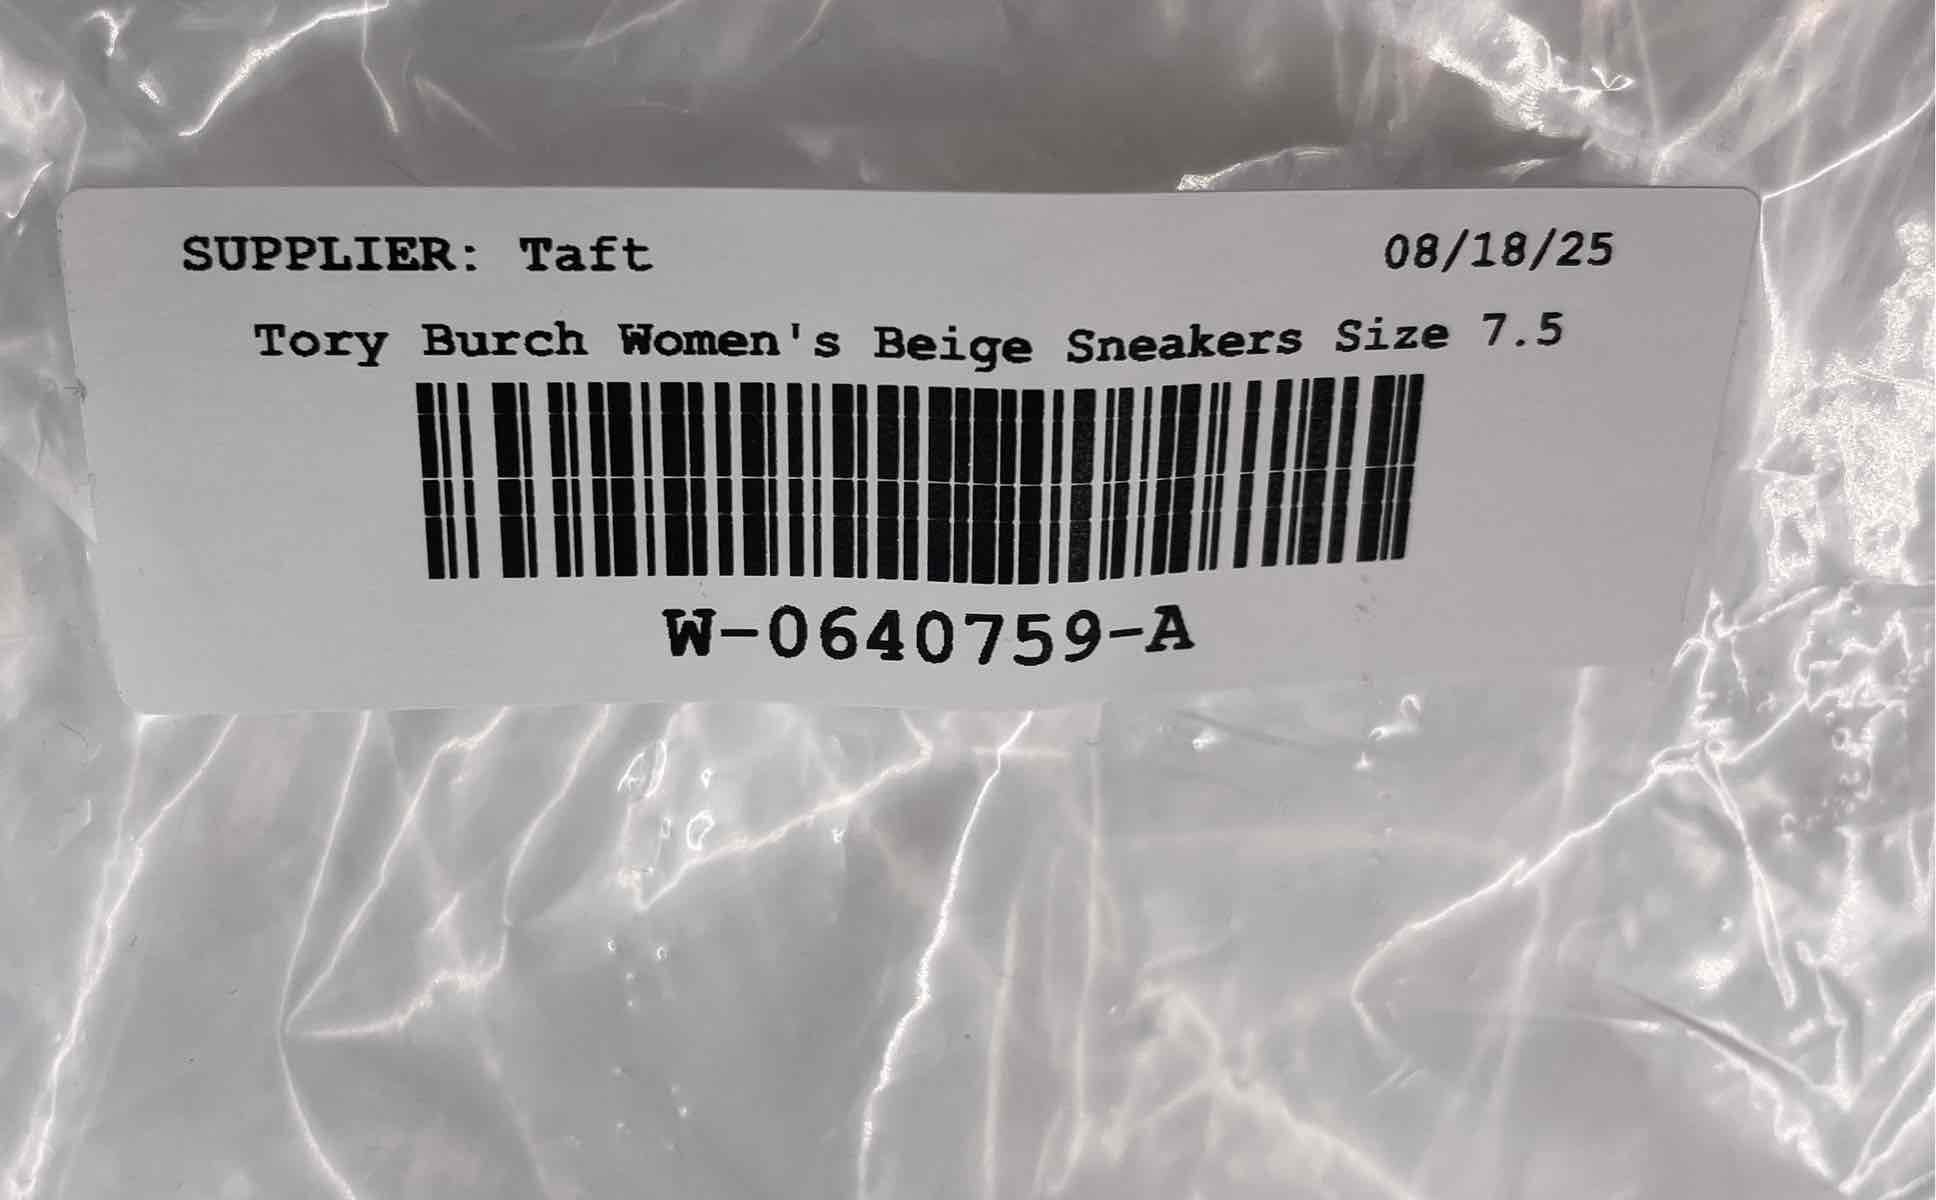 SUPPLIER: Taft 08/18/25
Tory Burch Women's Beige Sneakers Size 7.5
W-0640759-A